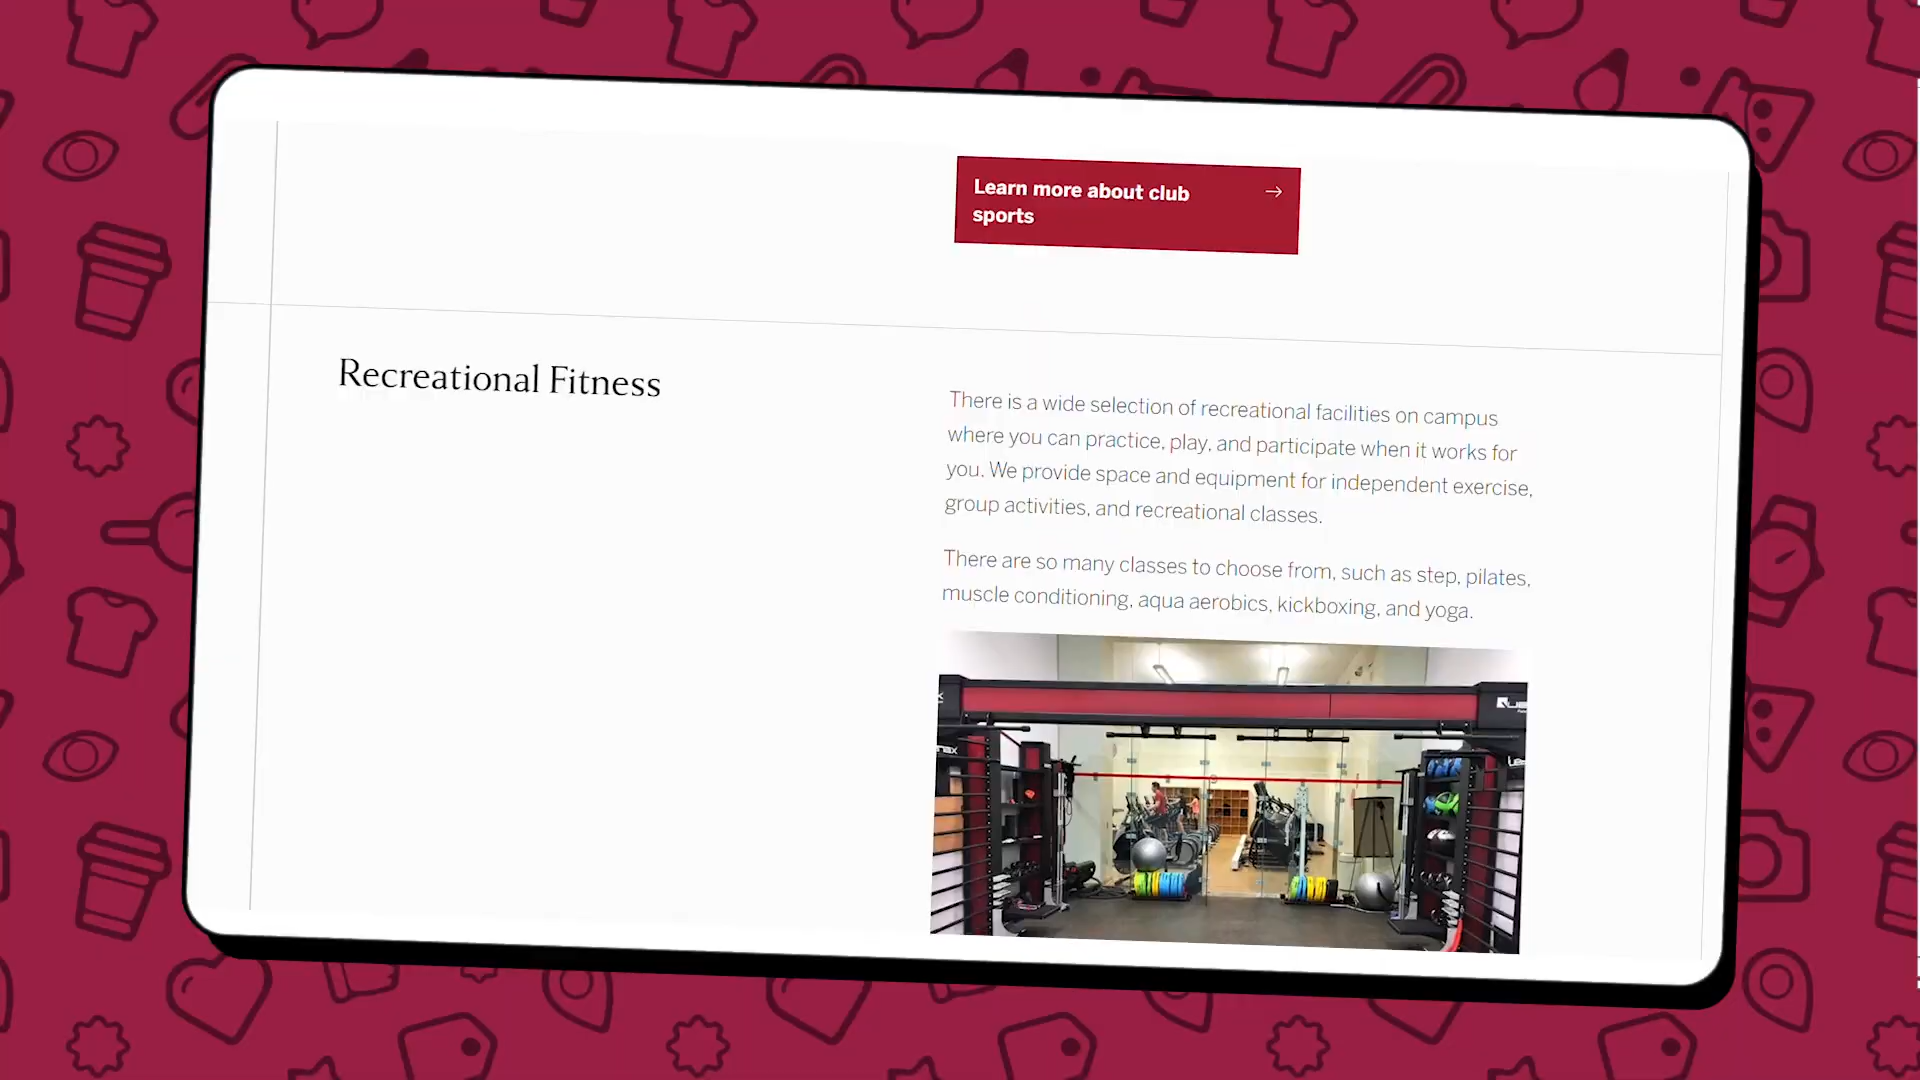 Learn more about club
sports
→
Recreational Fitness
There is a wide selection of recreational facilities on campus
where you can practice, play, and participate when it works for
you. We provide space and equipment for independent exercise,
group activities, and recreational classes.
There are so many classes to choose from, such as step, pilates,
muscle conditioning, aqua aerobics, kickboxing, and yoga.